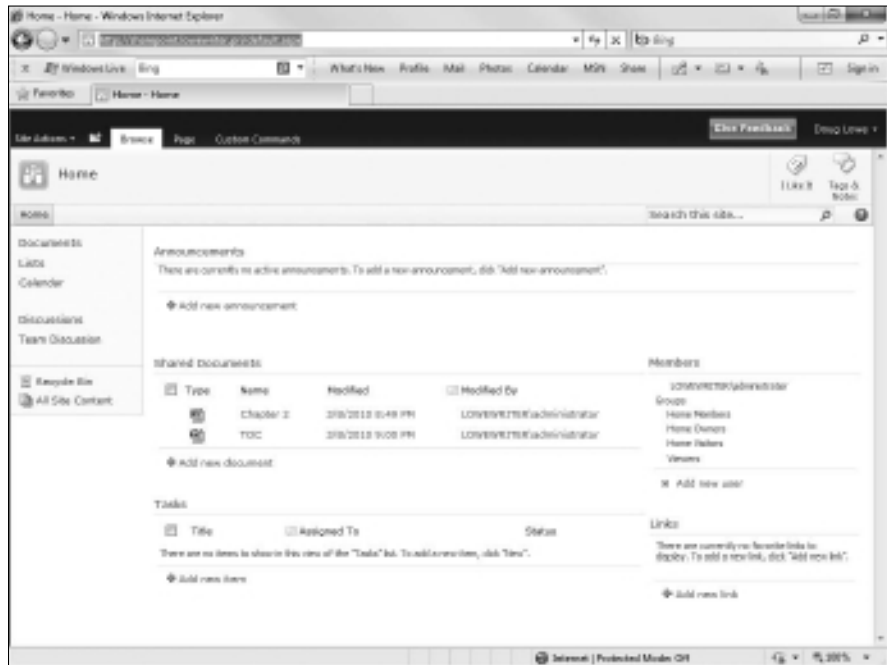 Home - Home - Windows Internet Explorer
Bing
Windows Live Bing What's New Profile Mail Photos Calendar MSN Share Sign in
Favorites Home - Home
Site Actions Browse Page Custom Commands Give Feedback Doug Lowe
Home
I Like It Tags & Notes
Home Search this site...
Documents
Lists
Calendar
Discussions
Team Discussion
Recycle Bin
All Site Content
Announcements
There are currently no active announcements. To add a new announcement, click "Add new announcement".
Add new announcement
Shared Documents
Type Name Modified Modified By
Chapter 2 LOWEWRITER\administrator
TOC LOWEWRITER\administrator
Add new document
Tasks
Title Assigned To Status
There are no items to show in this view of the "Tasks" list. To add a new item, click "New".
Add new item
Members
LOWEWRITER\administrator
Groups
Home Members
Home Owners
Home Visitors
Viewers
Add new user
Links
There are currently no favorite links to
display. To add a new link, click "Add new link".
Add new link
Internet | Protected Mode: Off 100%